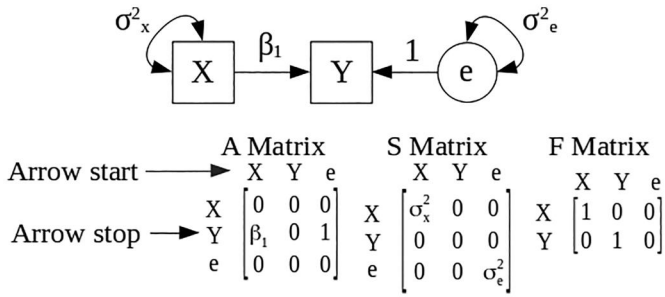 σ²ₓ σ²ₑ
X β₁ Y 1 e
A Matrix S Matrix F Matrix
Arrow start X Y e X Y e X Y e
X 0 0 0 X σ²ₓ 0 0 X 1 0 0
Arrow stop Y β₁ 0 1 Y 0 0 0 Y 0 1 0
e 0 0 0 e 0 0 σ²ₑ